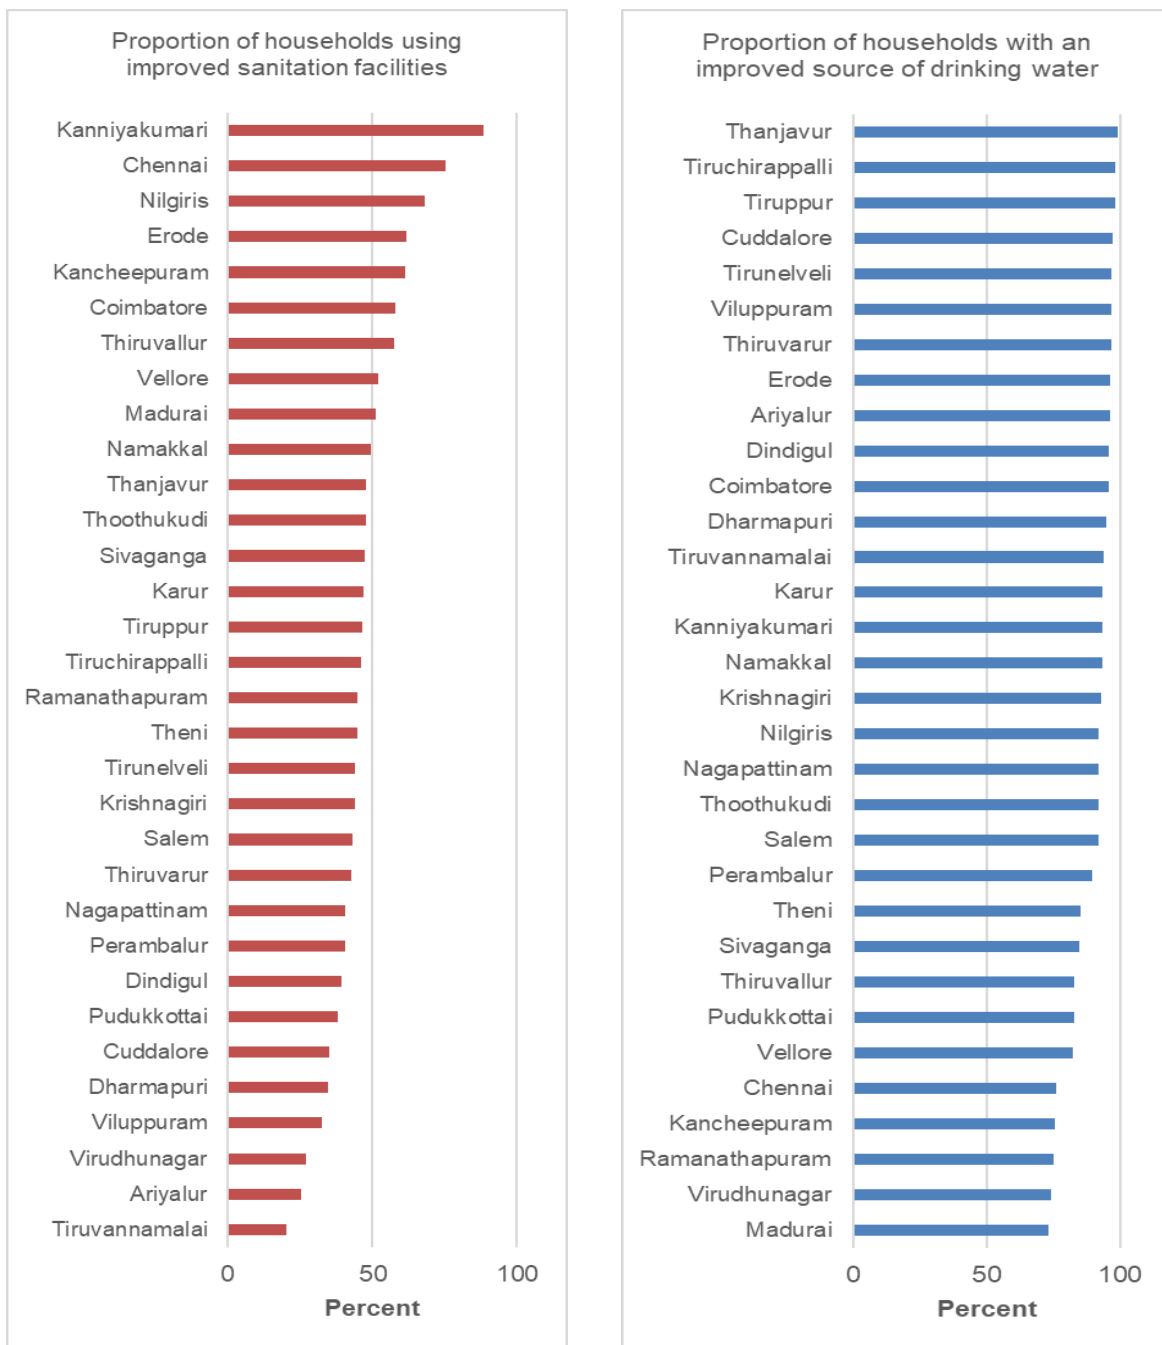 Proportion of households using
improved sanitation facilities
Kanniyakumari
Chennai
Nilgiris
Erode
Kancheepuram
Coimbatore
Thiruvallur
Vellore
Madurai
Namakkal
Thanjavur
Thoothukudi
Sivaganga
Karur
Tiruppur
Tiruchirappalli
Ramanathapuram
Theni
Tirunelveli
Krishnagiri
Salem
Thiruvarur
Nagapattinam
Perambalur
Dindigul
Pudukkottai
Cuddalore
Dharmapuri
Viluppuram
Virudhunagar
Ariyalur
Tiruvannamalai
0 50 100
Percent
Proportion of households with an
improved source of drinking water
Thanjavur
Tiruchirappalli
Tiruppur
Cuddalore
Tirunelveli
Viluppuram
Thiruvarur
Erode
Ariyalur
Dindigul
Coimbatore
Dharmapuri
Tiruvannamalai
Karur
Kanniyakumari
Namakkal
Krishnagiri
Nilgiris
Nagapattinam
Thoothukudi
Salem
Perambalur
Theni
Sivaganga
Thiruvallur
Pudukkottai
Vellore
Chennai
Kancheepuram
Ramanathapuram
Virudhunagar
Madurai
0 50 100
Percent